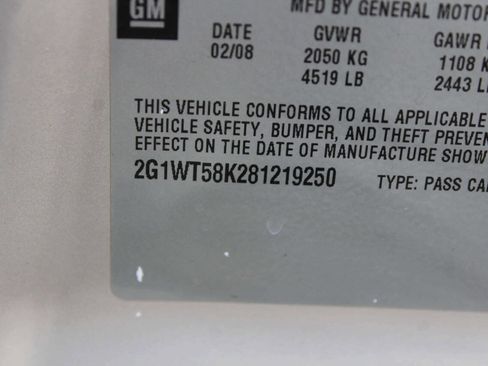 GM
MFD BY GENERAL MOTOR
DATE GVWR GAWR
02/08 2050 KG 1108 K
4519 LB 2443 L
THIS VEHICLE CONFORMS TO ALL APPLICABLE
VEHICLE SAFETY, BUMPER, AND THEFT PREVEN
EFFECT ON THE DATE OF MANUFACTURE SHOW
2G1WT58K281219250 TYPE: PASS CA